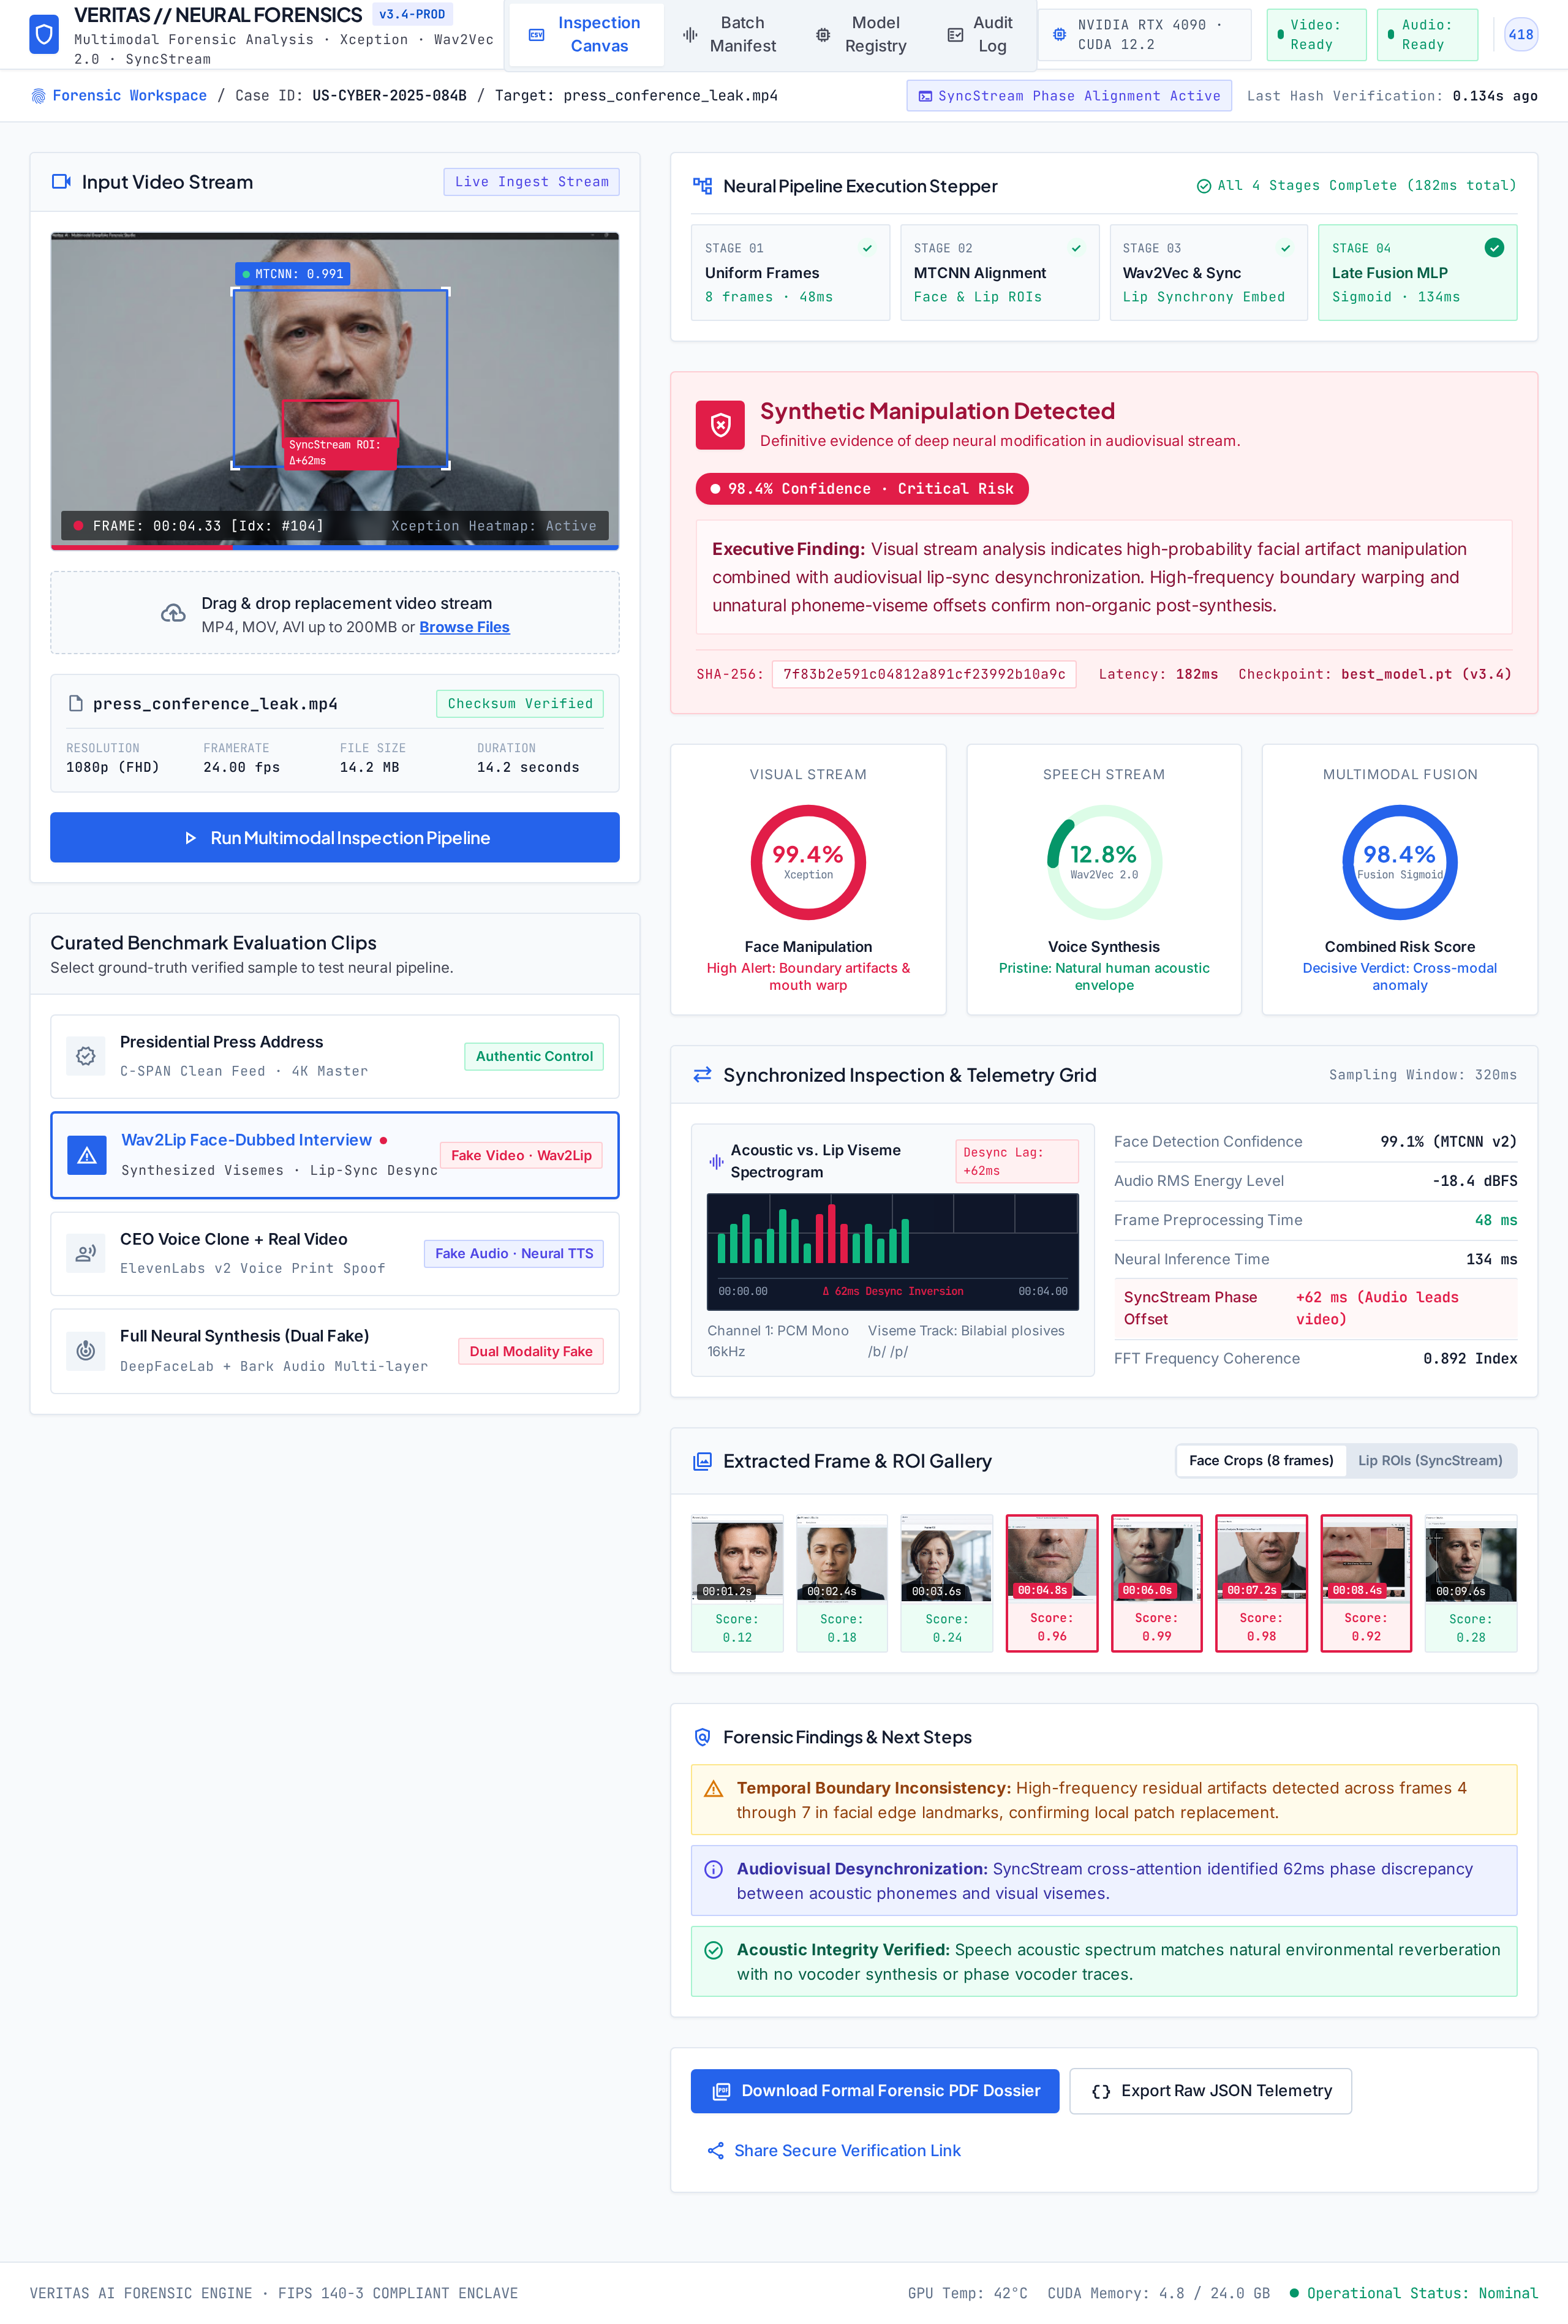 VERITAS // NEURAL FORENSICS v3.4-PROD
Multimodal Forensic Analysis · Xception · Wav2Vec
2.0 · SyncStream
CSV
Inspection
Canvas
Batch
Manifest
Model
Registry
Audit
Log
NVIDIA RTX 4090 ·
CUDA 12.2
Video:
Ready
Audio:
Ready
418
Forensic Workspace / Case ID: US-CYBER-2025-084B / Target: press_conference_leak.mp4
SyncStream Phase Alignment Active
Last Hash Verification: 0.134s ago
Input Video Stream
Live Ingest Stream
MTCNN: 0.991
SyncStream ROI:
Δ+62ms
FRAME: 00:04.33 [Idx: #104]
Xception Heatmap: Active
Drag & drop replacement video stream
MP4, MOV, AVI up to 200MB or Browse Files
press_conference_leak.mp4
Checksum Verified
RESOLUTION FRAMERATE FILE SIZE DURATION
1080p (FHD) 24.00 fps 14.2 MB 14.2 seconds
Run Multimodal Inspection Pipeline
Curated Benchmark Evaluation Clips
Select ground-truth verified sample to test neural pipeline.
Presidential Press Address
C-SPAN Clean Feed · 4K Master
Authentic Control
Wav2Lip Face-Dubbed Interview
Synthesized Visemes · Lip-Sync Desync
Fake Video · Wav2Lip
CEO Voice Clone + Real Video
ElevenLabs v2 Voice Print Spoof
Fake Audio · Neural TTS
Full Neural Synthesis (Dual Fake)
DeepFaceLab + Bark Audio Multi-layer
Dual Modality Fake
Neural Pipeline Execution Stepper
All 4 Stages Complete (182ms total)
STAGE 01
Uniform Frames
8 frames · 48ms
STAGE 02
MTCNN Alignment
Face & Lip ROIs
STAGE 03
Wav2Vec & Sync
Lip Synchrony Embed
STAGE 04
Late Fusion MLP
Sigmoid · 134ms
Synthetic Manipulation Detected
Definitive evidence of deep neural modification in audiovisual stream.
98.4% Confidence · Critical Risk
Executive Finding: Visual stream analysis indicates high-probability facial artifact manipulation
combined with audiovisual lip-sync desynchronization. High-frequency boundary warping and
unnatural phoneme-viseme offsets confirm non-organic post-synthesis.
SHA-256: 7f83b2e591c04812a891cf23992b10a9c Latency: 182ms Checkpoint: best_model.pt (v3.4)
VISUAL STREAM
99.4%
Xception
Face Manipulation
High Alert: Boundary artifacts &
mouth warp
SPEECH STREAM
12.8%
Wav2Vec 2.0
Voice Synthesis
Pristine: Natural human acoustic
envelope
MULTIMODAL FUSION
98.4%
Fusion Sigmoid
Combined Risk Score
Decisive Verdict: Cross-modal
anomaly
Synchronized Inspection & Telemetry Grid
Sampling Window: 320ms
Acoustic vs. Lip Viseme
Spectrogram
Desync Lag:
+62ms
00:00.00 Δ 62ms Desync Inversion 00:04.00
Channel 1: PCM Mono
16kHz
Viseme Track: Bilabial plosives
/b/ /p/
Face Detection Confidence 99.1% (MTCNN v2)
Audio RMS Energy Level -18.4 dBFS
Frame Preprocessing Time 48 ms
Neural Inference Time 134 ms
SyncStream Phase
Offset
+62 ms (Audio leads
video)
FFT Frequency Coherence 0.892 Index
Extracted Frame & ROI Gallery
Face Crops (8 frames) Lip ROIs (SyncStream)
00:01.2s
Score:
0.12
00:02.4s
Score:
0.18
00:03.6s
Score:
0.24
00:04.8s
Score:
0.96
00:06.0s
Score:
0.99
00:07.2s
Score:
0.98
00:08.4s
Score:
0.92
00:09.6s
Score:
0.28
Forensic Findings & Next Steps
Temporal Boundary Inconsistency: High-frequency residual artifacts detected across frames 4
through 7 in facial edge landmarks, confirming local patch replacement.
Audiovisual Desynchronization: SyncStream cross-attention identified 62ms phase discrepancy
between acoustic phonemes and visual visemes.
Acoustic Integrity Verified: Speech acoustic spectrum matches natural environmental reverberation
with no vocoder synthesis or phase vocoder traces.
PDF
Download Formal Forensic PDF Dossier
Export Raw JSON Telemetry
Share Secure Verification Link
VERITAS AI FORENSIC ENGINE · FIPS 140-3 COMPLIANT ENCLAVE
GPU Temp: 42°C CUDA Memory: 4.8 / 24.0 GB Operational Status: Nominal